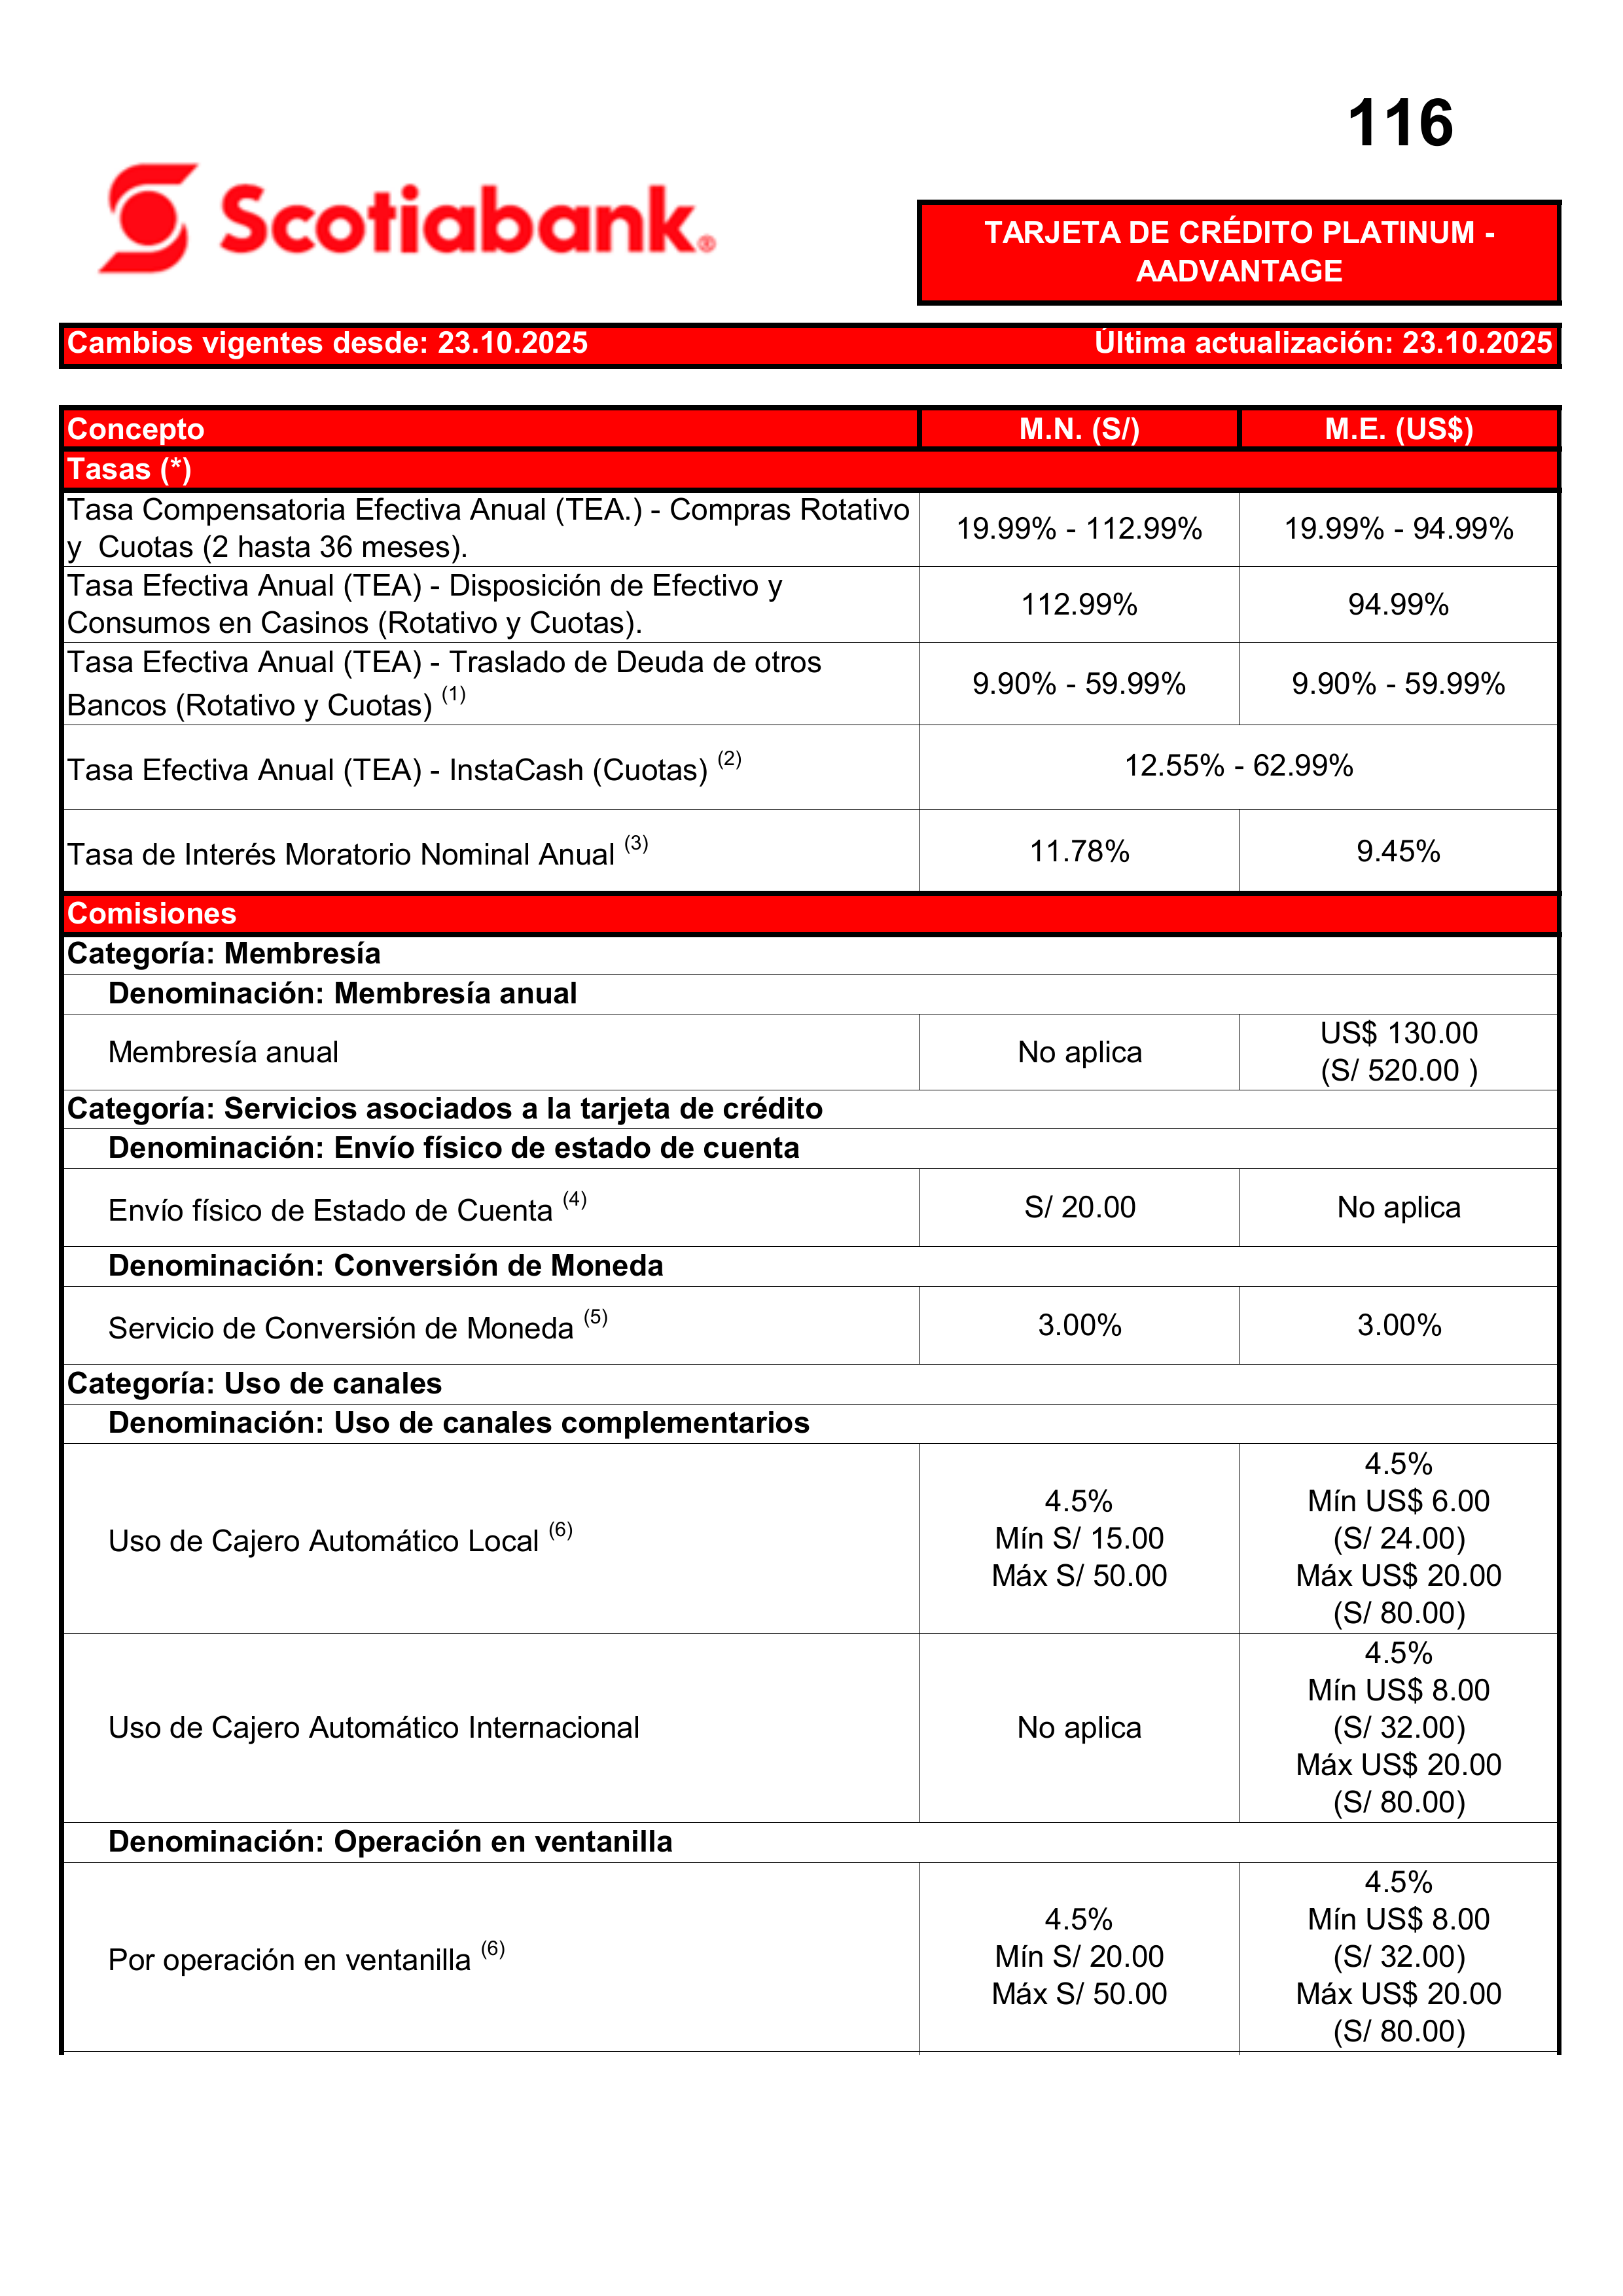 116
Scotiabank®
TARJETA DE CRÉDITO PLATINUM -
AADVANTAGE
Cambios vigentes desde: 23.10.2025 Última actualización: 23.10.2025
Concepto M.N. (S/) M.E. (US$)
Tasas (*)
Tasa Compensatoria Efectiva Anual (TEA.) - Compras Rotativo
y Cuotas (2 hasta 36 meses).
19.99% - 112.99% 19.99% - 94.99%
Tasa Efectiva Anual (TEA) - Disposición de Efectivo y
Consumos en Casinos (Rotativo y Cuotas).
112.99% 94.99%
Tasa Efectiva Anual (TEA) - Traslado de Deuda de otros
Bancos (Rotativo y Cuotas) (1)
9.90% - 59.99% 9.90% - 59.99%
Tasa Efectiva Anual (TEA) - InstaCash (Cuotas) (2) 12.55% - 62.99%
Tasa de Interés Moratorio Nominal Anual (3) 11.78% 9.45%
Comisiones
Categoría: Membresía
Denominación: Membresía anual
Membresía anual No aplica
US$ 130.00
(S/ 520.00 )
Categoría: Servicios asociados a la tarjeta de crédito
Denominación: Envío físico de estado de cuenta
Envío físico de Estado de Cuenta (4) S/ 20.00 No aplica
Denominación: Conversión de Moneda
Servicio de Conversión de Moneda (5) 3.00% 3.00%
Categoría: Uso de canales
Denominación: Uso de canales complementarios
Uso de Cajero Automático Local (6)
4.5%
Mín S/ 15.00
Máx S/ 50.00
4.5%
Mín US$ 6.00
(S/ 24.00)
Máx US$ 20.00
(S/ 80.00)
Uso de Cajero Automático Internacional No aplica
4.5%
Mín US$ 8.00
(S/ 32.00)
Máx US$ 20.00
(S/ 80.00)
Denominación: Operación en ventanilla
Por operación en ventanilla (6)
4.5%
Mín S/ 20.00
Máx S/ 50.00
4.5%
Mín US$ 8.00
(S/ 32.00)
Máx US$ 20.00
(S/ 80.00)